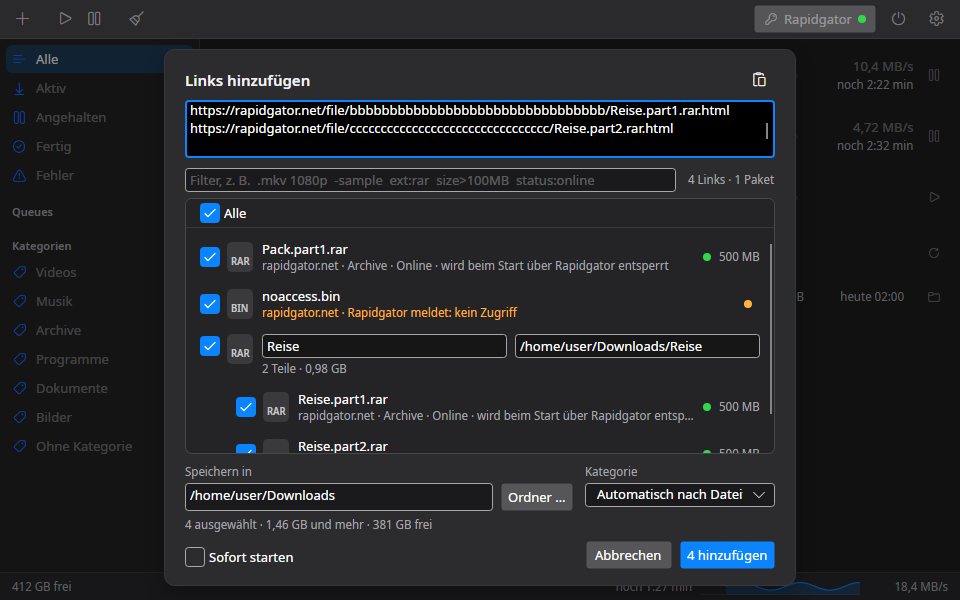 Rapidgator
Alle
Aktiv
Angehalten
Fertig
Fehler
Queues
Kategorien
Videos
Musik
Archive
Programme
Dokumente
Bilder
Ohne Kategorie
412 GB frei
Links hinzufügen
https://rapidgator.net/file/bbbbbbbbbbbbbbbbbbbbbbbbbbbbbbbb/Reise.part1.rar.html
https://rapidgator.net/file/cccccccccccccccccccccccccccccccc/Reise.part2.rar.html
Filter, z. B. .mkv 1080p -sample ext:rar size>100MB status:online
4 Links · 1 Paket
Alle
RAR
Pack.part1.rar
rapidgator.net · Archive · Online · wird beim Start über Rapidgator entsperrt
500 MB
BIN
noaccess.bin
rapidgator.net · Rapidgator meldet: kein Zugriff
RAR
Reise
/home/user/Downloads/Reise
2 Teile · 0,98 GB
RAR
Reise.part1.rar
rapidgator.net · Archive · Online · wird beim Start über Rapidgator entsp...
500 MB
Reise.part2.rar
500 MB
Speichern in
/home/user/Downloads
Ordner ...
Kategorie
Automatisch nach Datei
4 ausgewählt · 1,46 GB und mehr · 381 GB frei
Sofort starten
Abbrechen
4 hinzufügen
10,4 MB/s
noch 2:22 min
4,72 MB/s
noch 2:32 min
B
heute 02:00
noch 1:27 min
18,4 MB/s